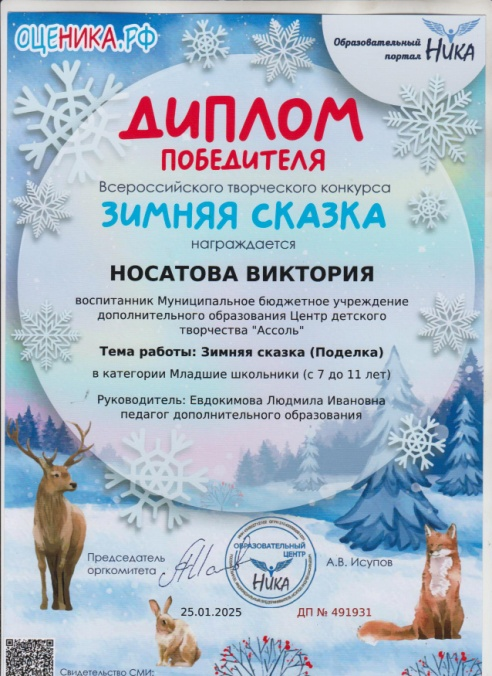 ОЦЕНИКА.РФ
Образовательный
портал НИКА
ДИПЛОМ
ПОБЕДИТЕЛЯ
Всероссийского творческого конкурса
ЗИМНЯЯ СКАЗКА
награждается
НОСАТОВА ВИКТОРИЯ
воспитанник Муниципальное бюджетное учреждение
дополнительного образования Центр детского
творчества "Ассоль"
Тема работы: Зимняя сказка (Поделка)
в категории Младшие школьники (с 7 до 11 лет)
Руководитель: Евдокимова Людмила Ивановна
педагог дополнительного образования
Председатель
оргкомитета
ОБРАЗОВАТЕЛЬНЫЙ
ЦЕНТР
НИКА
А.В. Исупов
25.01.2025
ДП № 491931
Свидетельство СМИ: